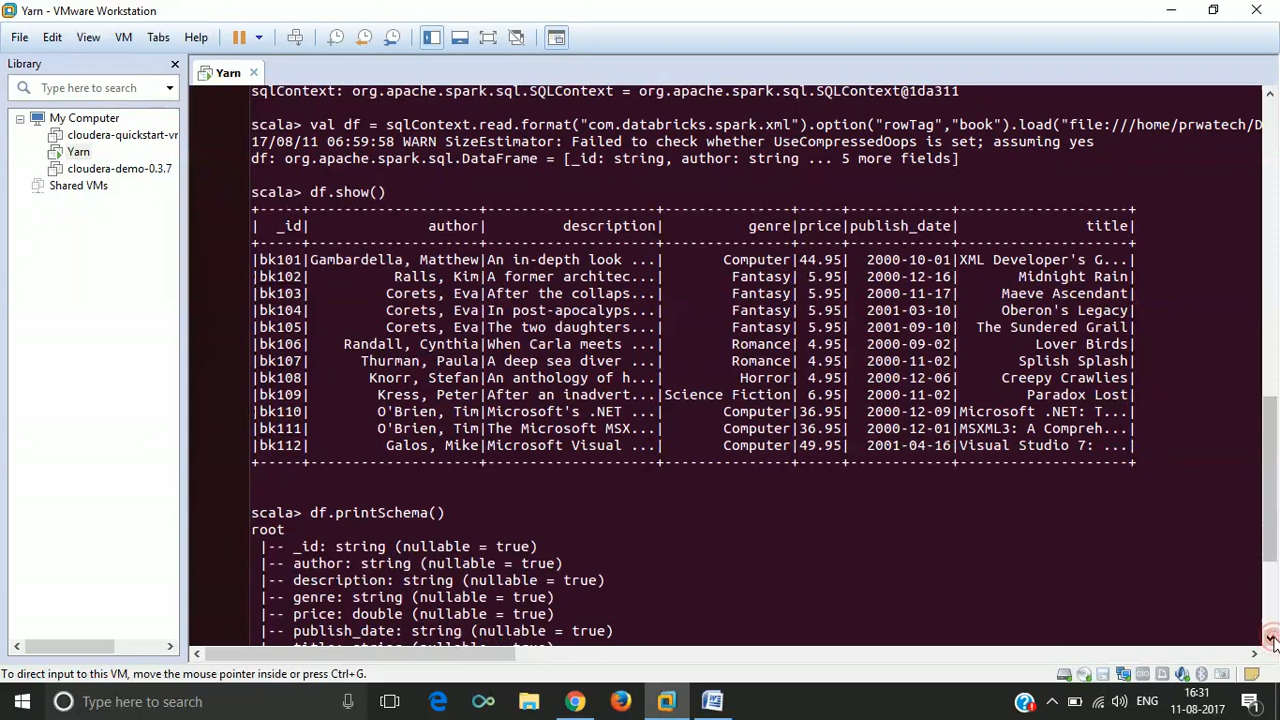 Yarn - VMware Workstation
File Edit View VM Tabs Help
Library
Type here to search
My Computer
cloudera-quickstart-vr
Yarn
cloudera-demo-0.3.7
Shared VMs
Yarn
sqlContext: org.apache.spark.sql.SQLContext = org.apache.spark.sql.SQLContext@1da311
scala> val df = sqlContext.read.format("com.databricks.spark.xml").option("rowTag","book").load("file:///home/prwatech/D
17/08/11 06:59:58 WARN SizeEstimator: Failed to check whether UseCompressedOops is set; assuming yes
df: org.apache.spark.sql.DataFrame = [_id: string, author: string ... 5 more fields]
scala> df.show()
+-----+--------------------+--------------------+---------------+-----+------------+--------------------+
|  _id|              author|         description|          genre|price|publish_date|               title|
+-----+--------------------+--------------------+---------------+-----+------------+--------------------+
|bk101|Gambardella, Matthew|An in-depth look ...|       Computer|44.95|  2000-10-01|XML Developer's G...|
|bk102|          Ralls, Kim|A former architec...|        Fantasy| 5.95|  2000-12-16|       Midnight Rain|
|bk103|         Corets, Eva|After the collaps...|        Fantasy| 5.95|  2000-11-17|     Maeve Ascendant|
|bk104|         Corets, Eva|In post-apocalyps...|        Fantasy| 5.95|  2001-03-10|     Oberon's Legacy|
|bk105|         Corets, Eva|The two daughters...|        Fantasy| 5.95|  2001-09-10|  The Sundered Grail|
|bk106|    Randall, Cynthia|When Carla meets ...|        Romance| 4.95|  2000-09-02|         Lover Birds|
|bk107|      Thurman, Paula|A deep sea diver ...|        Romance| 4.95|  2000-11-02|       Splish Splash|
|bk108|       Knorr, Stefan|An anthology of h...|         Horror| 4.95|  2000-12-06|     Creepy Crawlies|
|bk109|        Kress, Peter|After an inadvert...|Science Fiction| 6.95|  2000-11-02|        Paradox Lost|
|bk110|        O'Brien, Tim|Microsoft's .NET ...|       Computer|36.95|  2000-12-09|Microsoft .NET: T...|
|bk111|        O'Brien, Tim|The Microsoft MSX...|       Computer|36.95|  2000-12-01|MSXML3: A Compreh...|
|bk112|         Galos, Mike|Microsoft Visual ...|       Computer|49.95|  2001-04-16|Visual Studio 7: ...|
+-----+--------------------+--------------------+---------------+-----+------------+--------------------+
scala> df.printSchema()
root
|-- _id: string (nullable = true)
|-- author: string (nullable = true)
|-- description: string (nullable = true)
|-- genre: string (nullable = true)
|-- price: double (nullable = true)
|-- publish_date: string (nullable = true)
|-- title: string (nullable = true)
To direct input to this VM, move the mouse pointer inside or press Ctrl+G.
Type here to search
ENG
16:31
11-08-2017